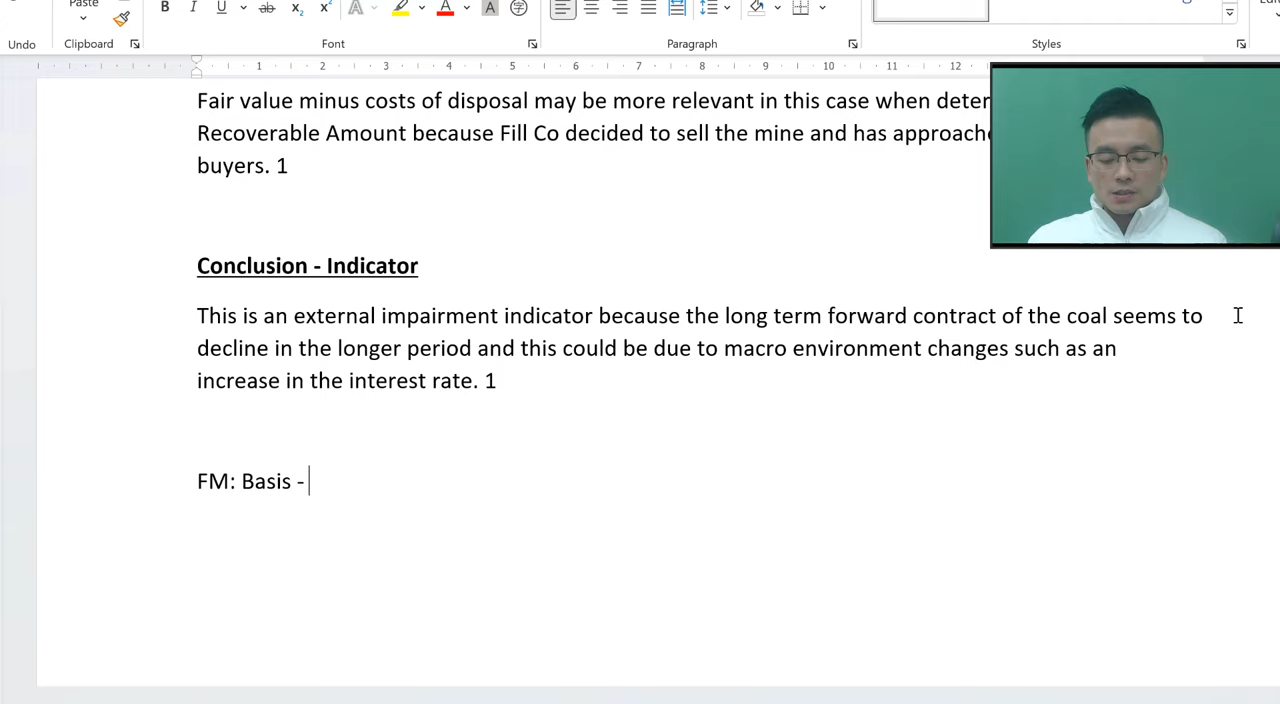 Paste
Undo
Clipboard
B I U ab x₂ x² A A A
Font
Paragraph
Styles
1 2 3 4 5 6 7 8 9 10 11 12
Fair value minus costs of disposal may be more relevant in this case when deter
Recoverable Amount because Fill Co decided to sell the mine and has approache
buyers. 1
Conclusion - Indicator
This is an external impairment indicator because the long term forward contract of the coal seems to
decline in the longer period and this could be due to macro environment changes such as an
increase in the interest rate. 1
FM: Basis -